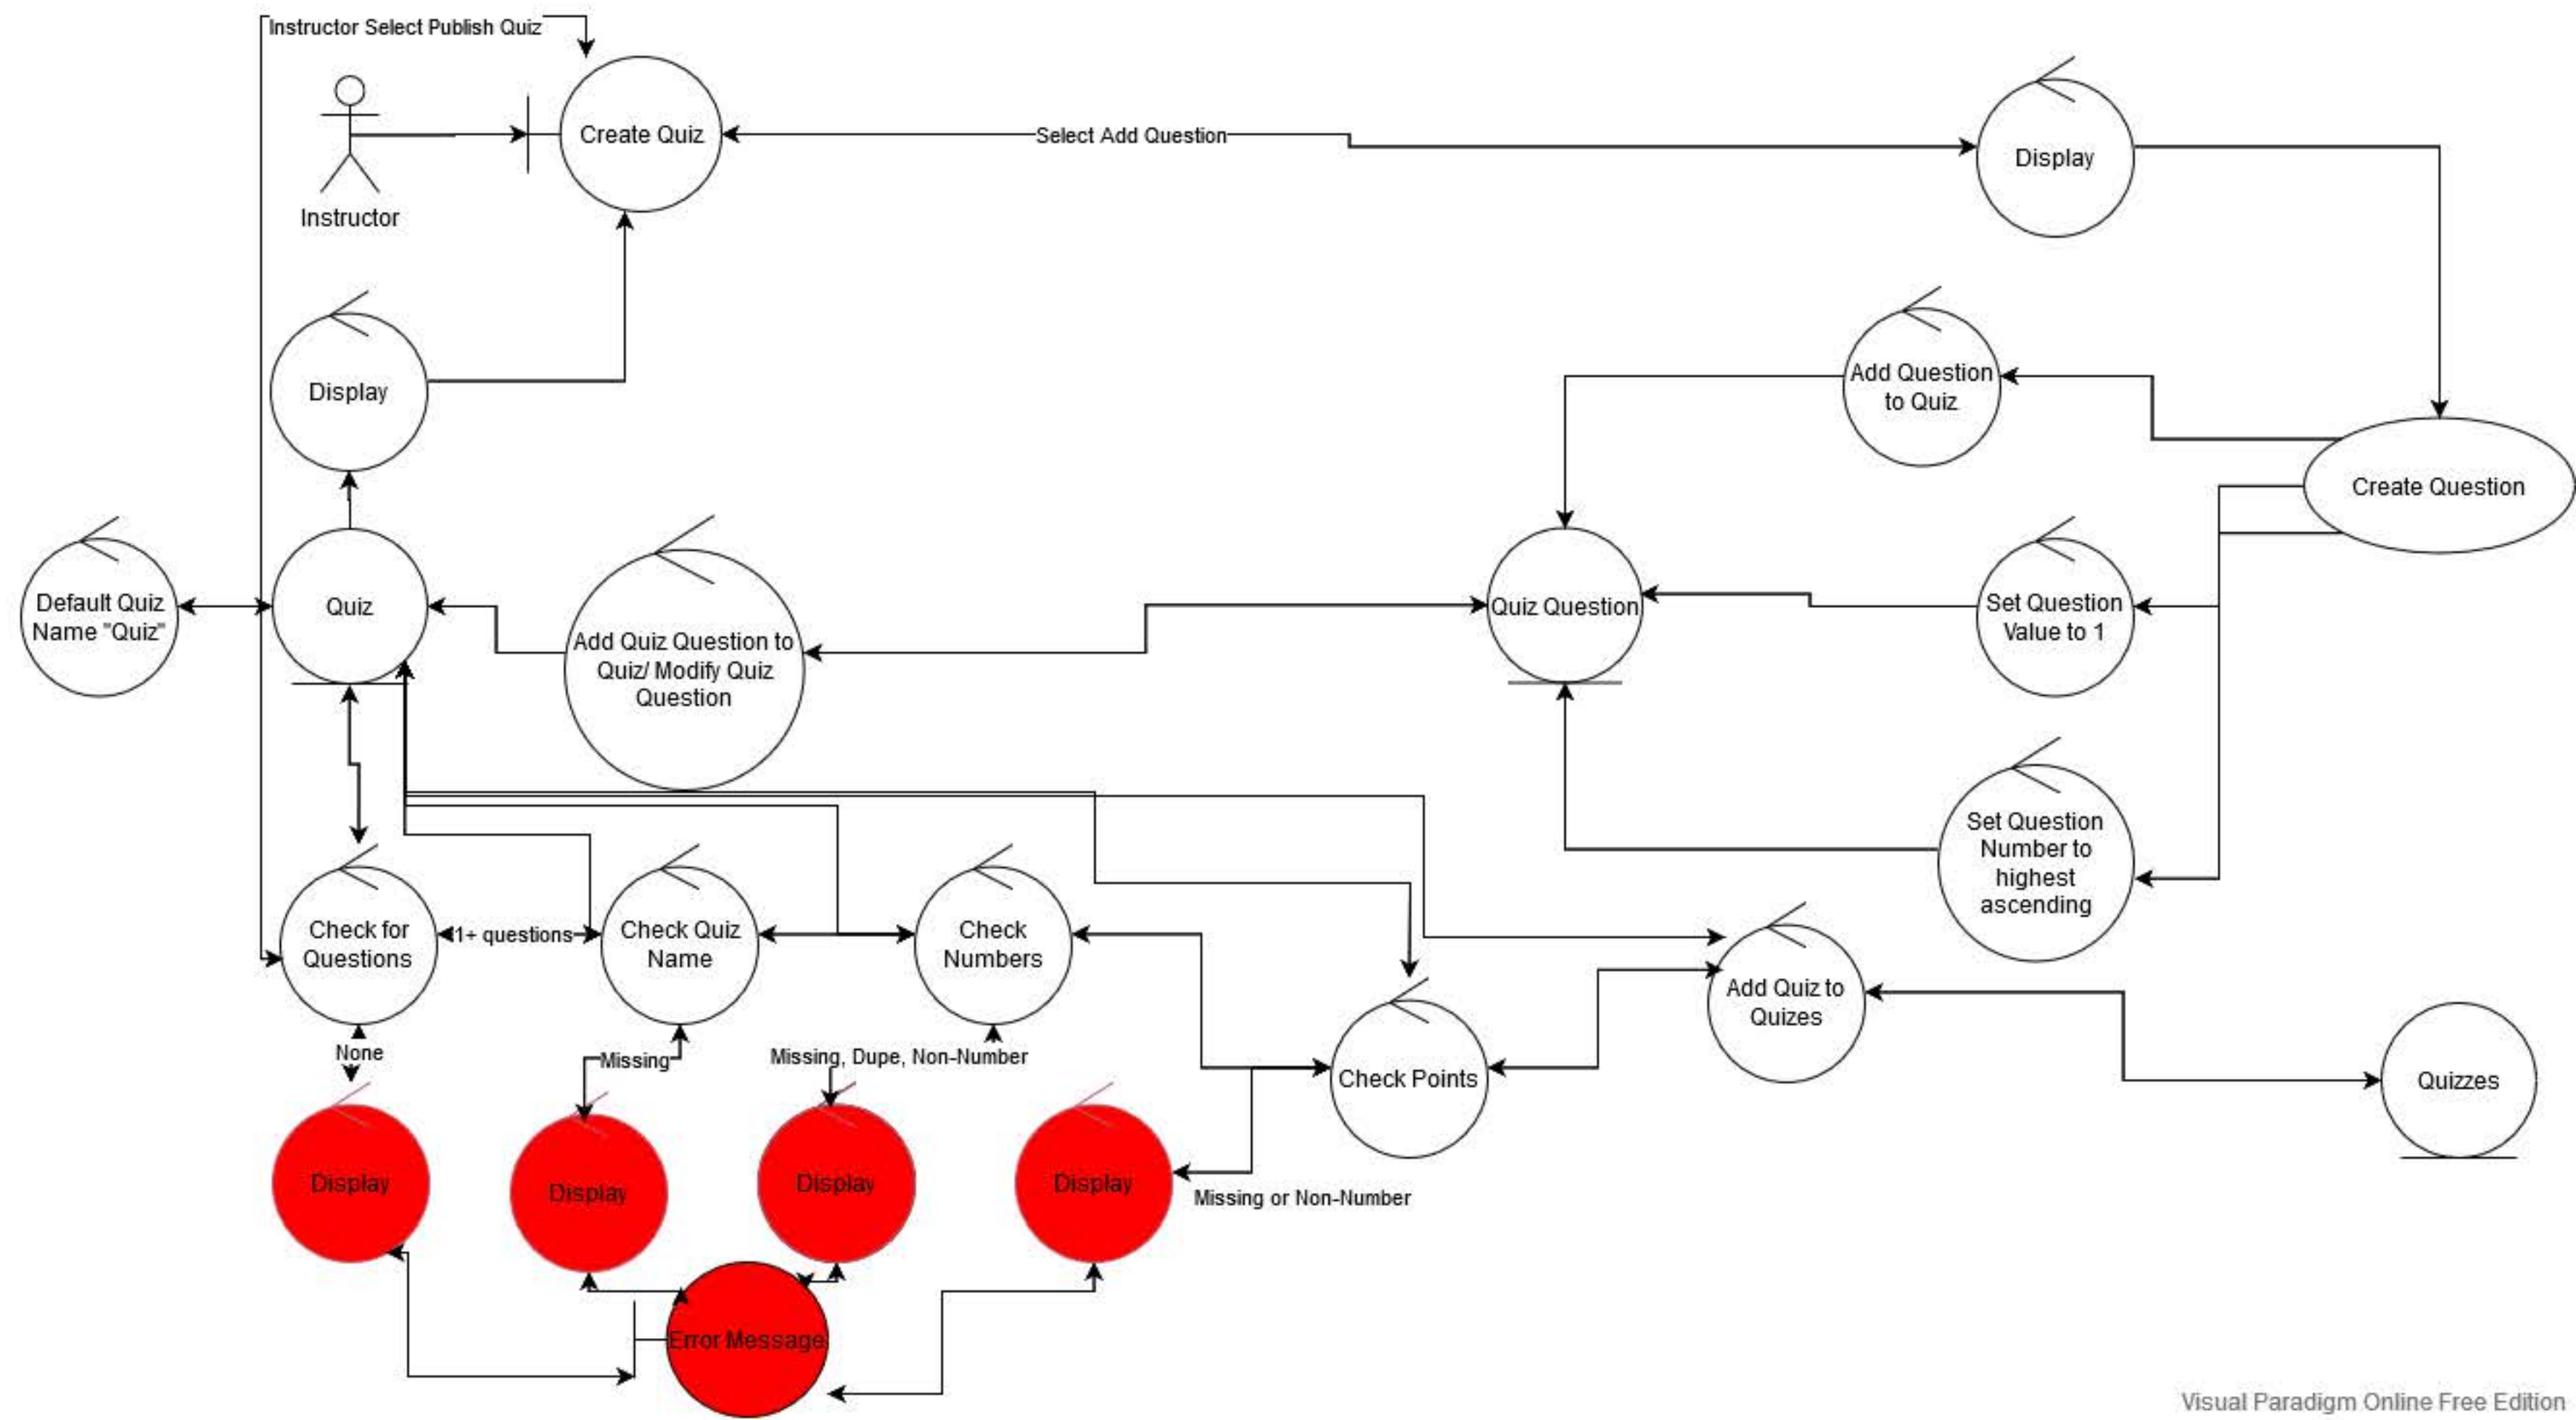 Instructor Select Publish Quiz
Create Quiz
Select Add Question
Display
Instructor
Display
Add Question
to Quiz
Create Question
Default Quiz
Name "Quiz"
Quiz
Add Quiz Question to
Quiz/ Modify Quiz
Question
Quiz Question
Set Question
Value to 1
Set Question
Number to
highest
ascending
Check for
Questions
1+ questions
Check Quiz
Name
Check
Numbers
Add Quiz to
Quizes
None
Missing
Missing, Dupe, Non-Number
Check Points
Quizzes
Display
Display
Display
Display
Missing or Non-Number
Error Message
Visual Paradigm Online Free Edition